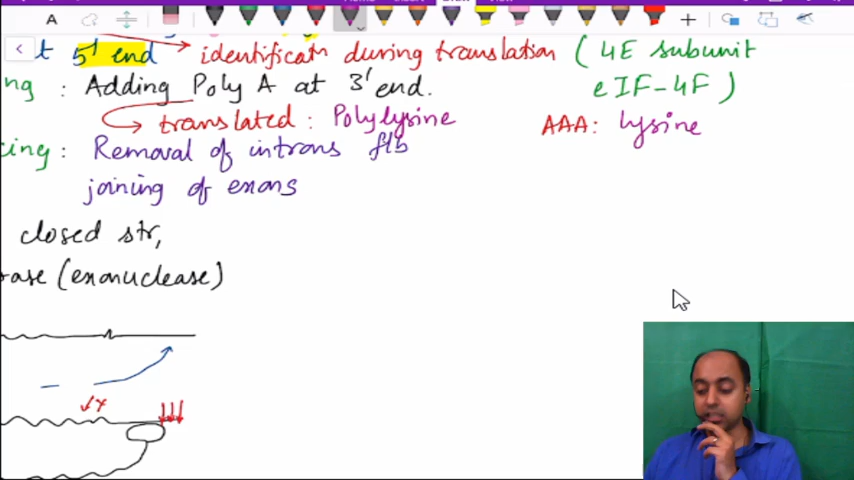 t 5' end → identificatn during translation ( 4E subunit
eIF-4F )
ng : Adding Poly A at 3' end.
translated : Polylysine
AAA: lysine
cing : Removal of introns f/b
joining of exons
closed str,
rase (exonuclease)